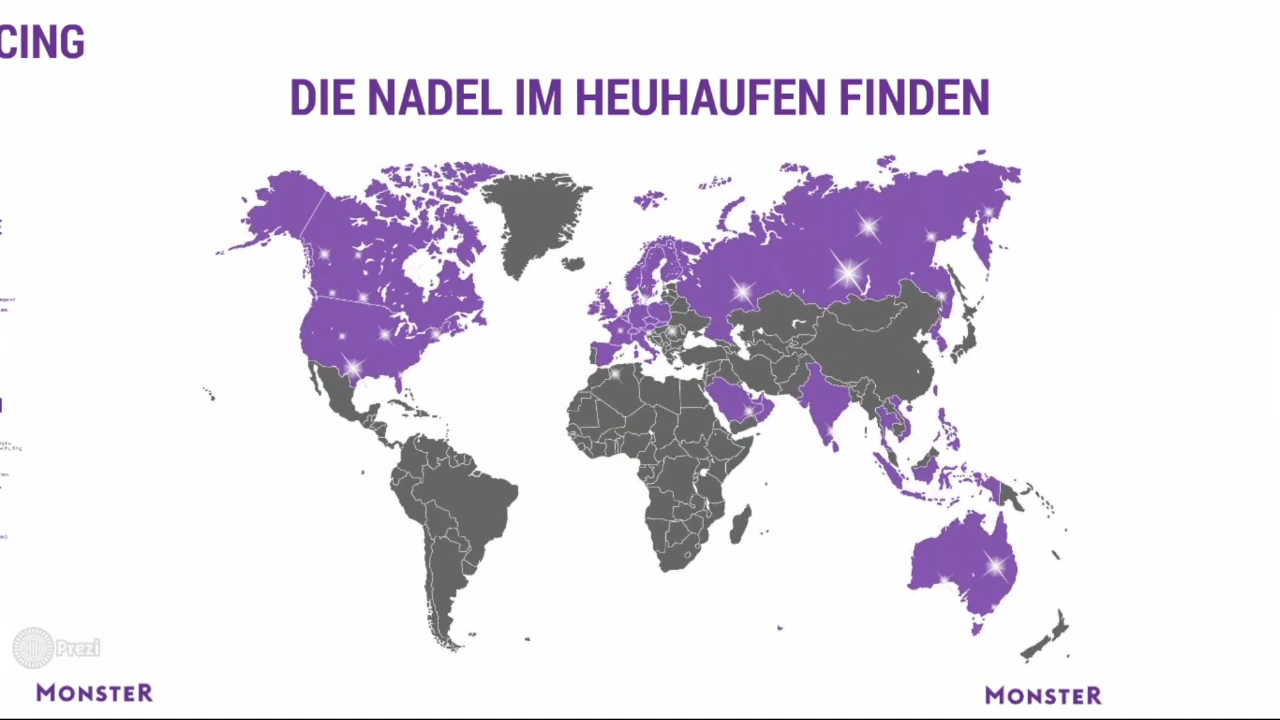 CING
DIE NADEL IM HEUHAUFEN FINDEN
Prezi
MONSTER
MONSTER